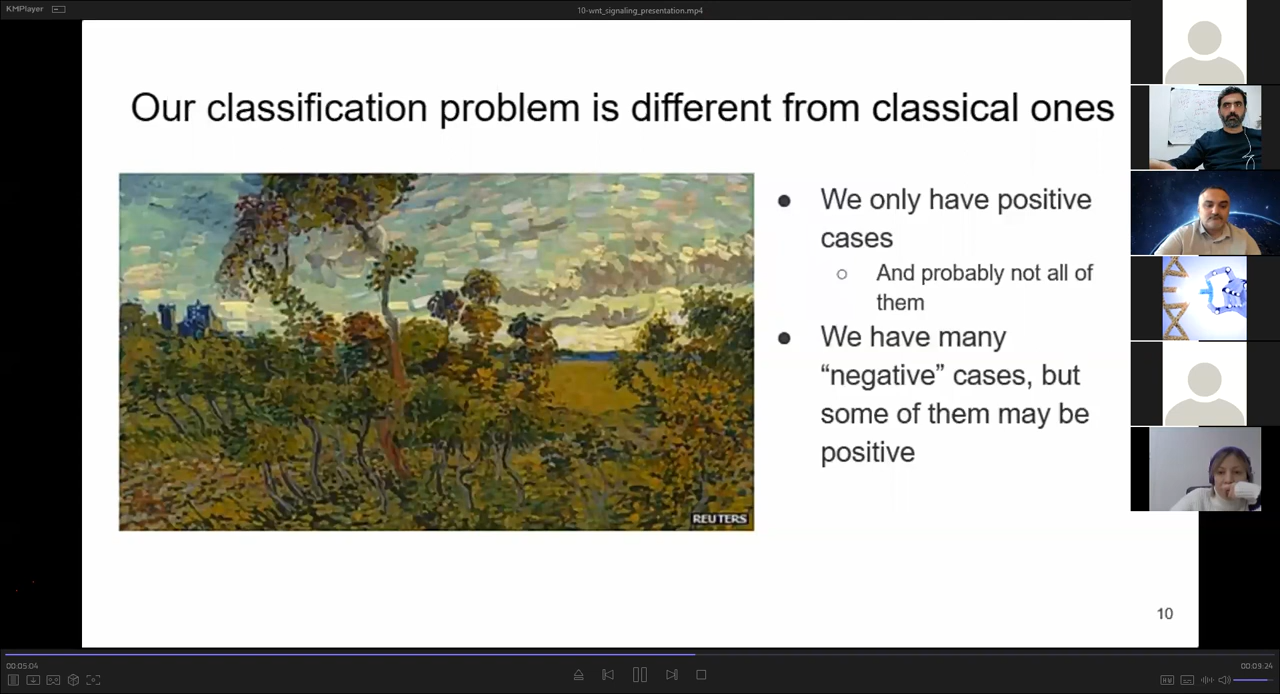 KMPlayer
10-wnt_signaling_presentation.mp4
Our classification problem is different from classical ones
● We only have positive
cases
○ And probably not all of
them
● We have many
“negative” cases, but
some of them may be
positive
REUTERS
10
00:05:04
00:09:24